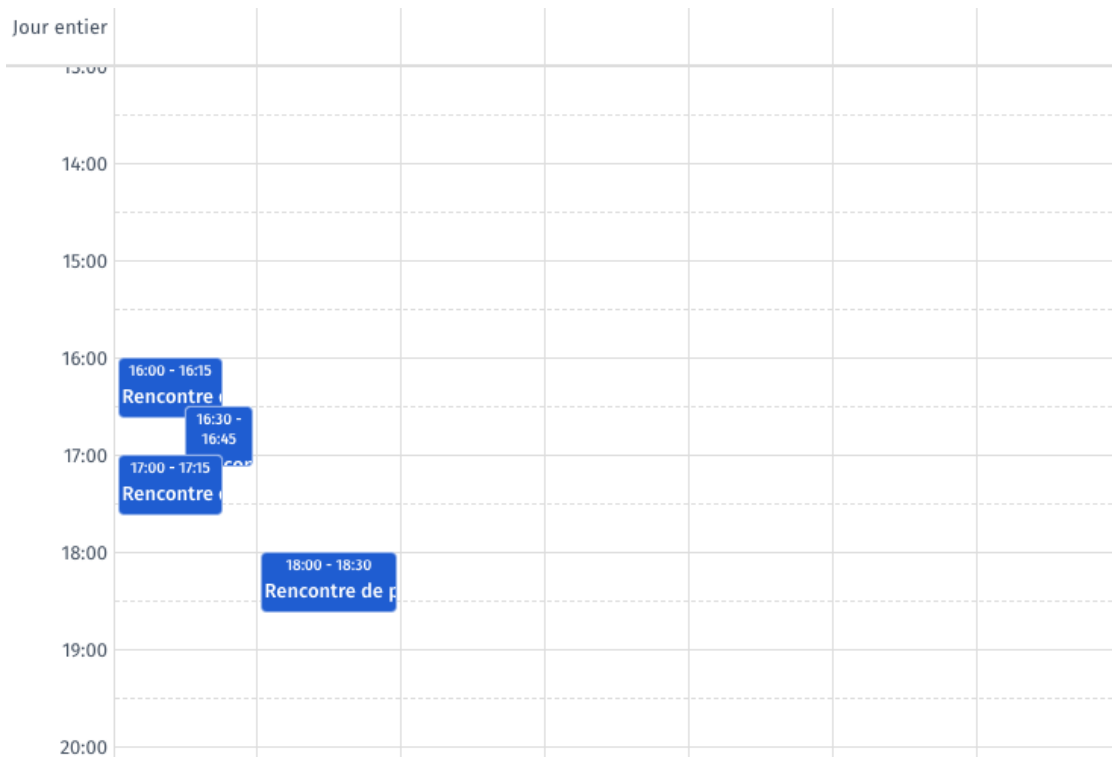 Jour entier
14:00
15:00
16:00
16:00 - 16:15
Rencontre
16:30 -
16:45
17:00
17:00 - 17:15
Rencontre
18:00
18:00 - 18:30
Rencontre de
19:00
20:00